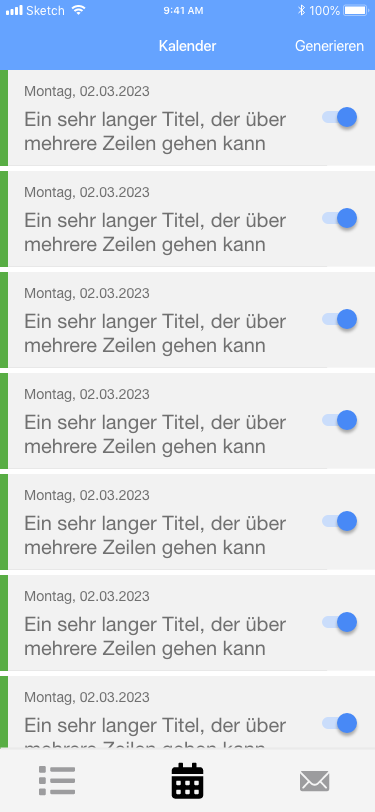 Sketch 9:41 AM 100%
Kalender Generieren
Montag, 02.03.2023
Ein sehr langer Titel, der über
mehrere Zeilen gehen kann
Montag, 02.03.2023
Ein sehr langer Titel, der über
mehrere Zeilen gehen kann
Montag, 02.03.2023
Ein sehr langer Titel, der über
mehrere Zeilen gehen kann
Montag, 02.03.2023
Ein sehr langer Titel, der über
mehrere Zeilen gehen kann
Montag, 02.03.2023
Ein sehr langer Titel, der über
mehrere Zeilen gehen kann
Montag, 02.03.2023
Ein sehr langer Titel, der über
mehrere Zeilen gehen kann
Montag, 02.03.2023
Ein sehr langer Titel, der über
mehrere Zeilen gehen kann